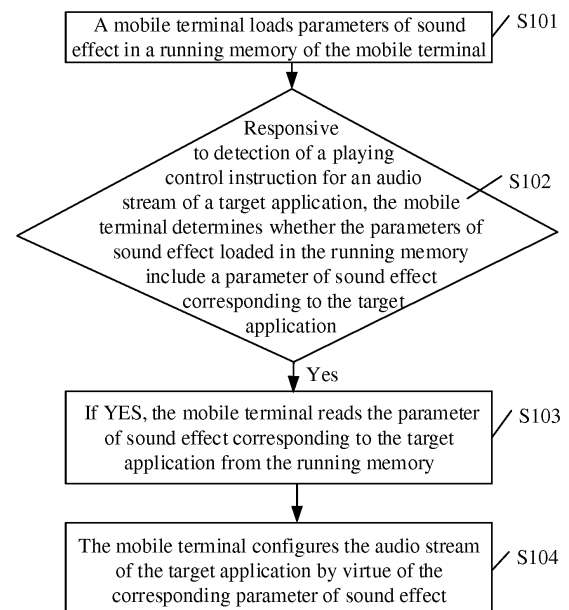 A mobile terminal loads parameters of sound
effect in a running memory of the mobile terminal
S101
Responsive
to detection of a playing
control instruction for an audio
stream of a target application, the mobile
terminal determines whether the parameters of
sound effect loaded in the running memory
include a parameter of sound effect
corresponding to the target
application
S102
Yes
If YES, the mobile terminal reads the parameter
of sound effect corresponding to the target
application from the running memory
S103
The mobile terminal configures the audio stream
of the target application by virtue of the
corresponding parameter of sound effect
S104